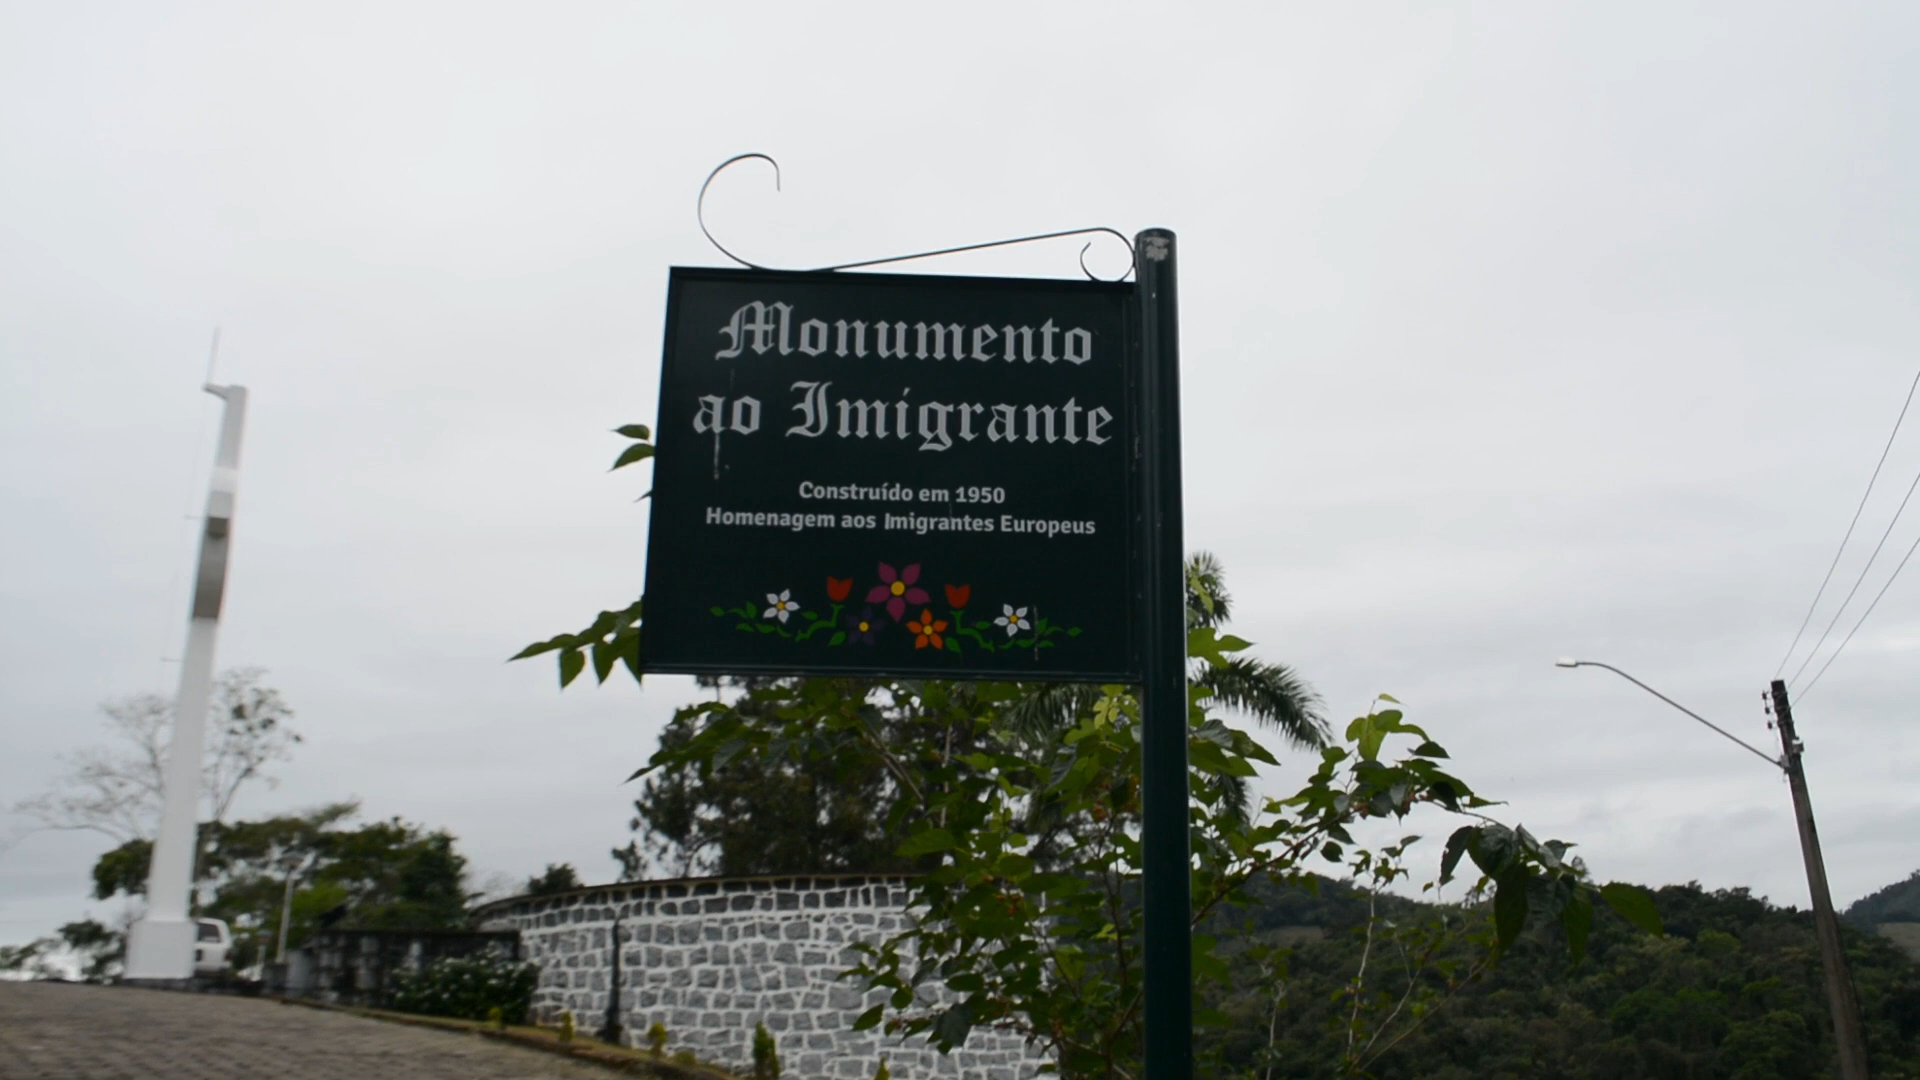 Monumento
ao Imigrante
Construído em 1950
Homenagem aos Imigrantes Europeus